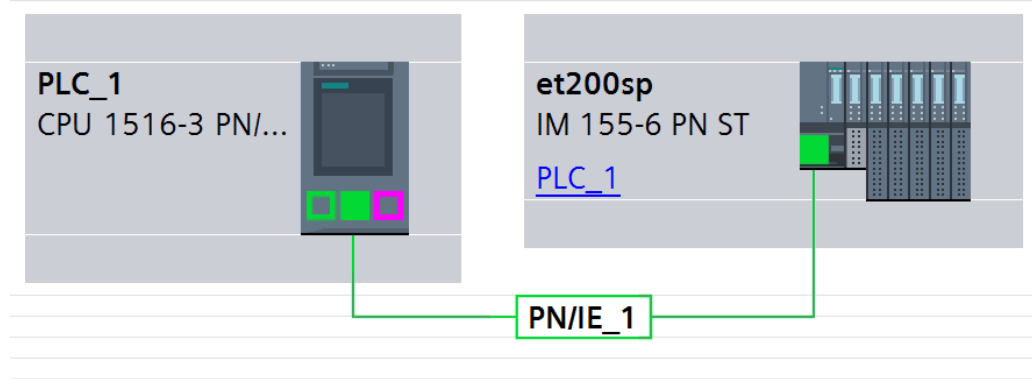 PLC_1
CPU 1516-3 PN/...
et200sp
IM 155-6 PN ST
PLC_1
PN/IE_1